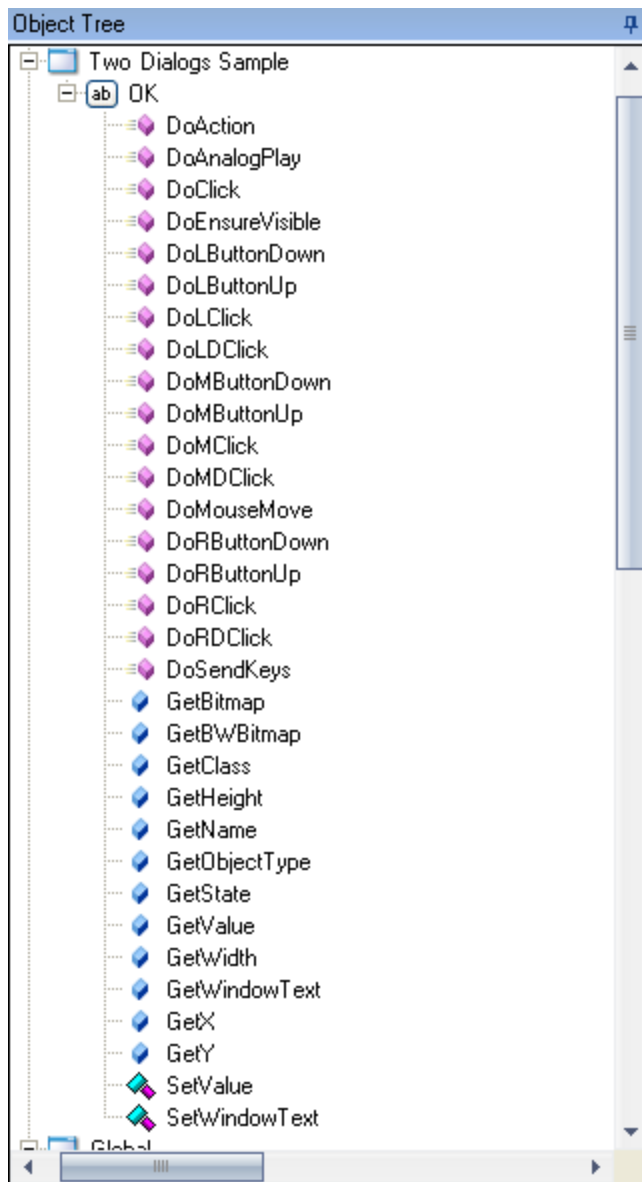 Object Tree
Two Dialogs Sample
ab OK
DoAction
DoAnalogPlay
DoClick
DoEnsureVisible
DoLButtonDown
DoLButtonUp
DoLClick
DoLDClick
DoMButtonDown
DoMButtonUp
DoMClick
DoMDClick
DoMouseMove
DoRButtonDown
DoRButtonUp
DoRClick
DoRDClick
DoSendKeys
GetBitmap
GetBWBitmap
GetClass
GetHeight
GetName
GetObjectType
GetState
GetValue
GetWidth
GetWindowText
GetX
GetY
SetValue
SetWindowText
Global